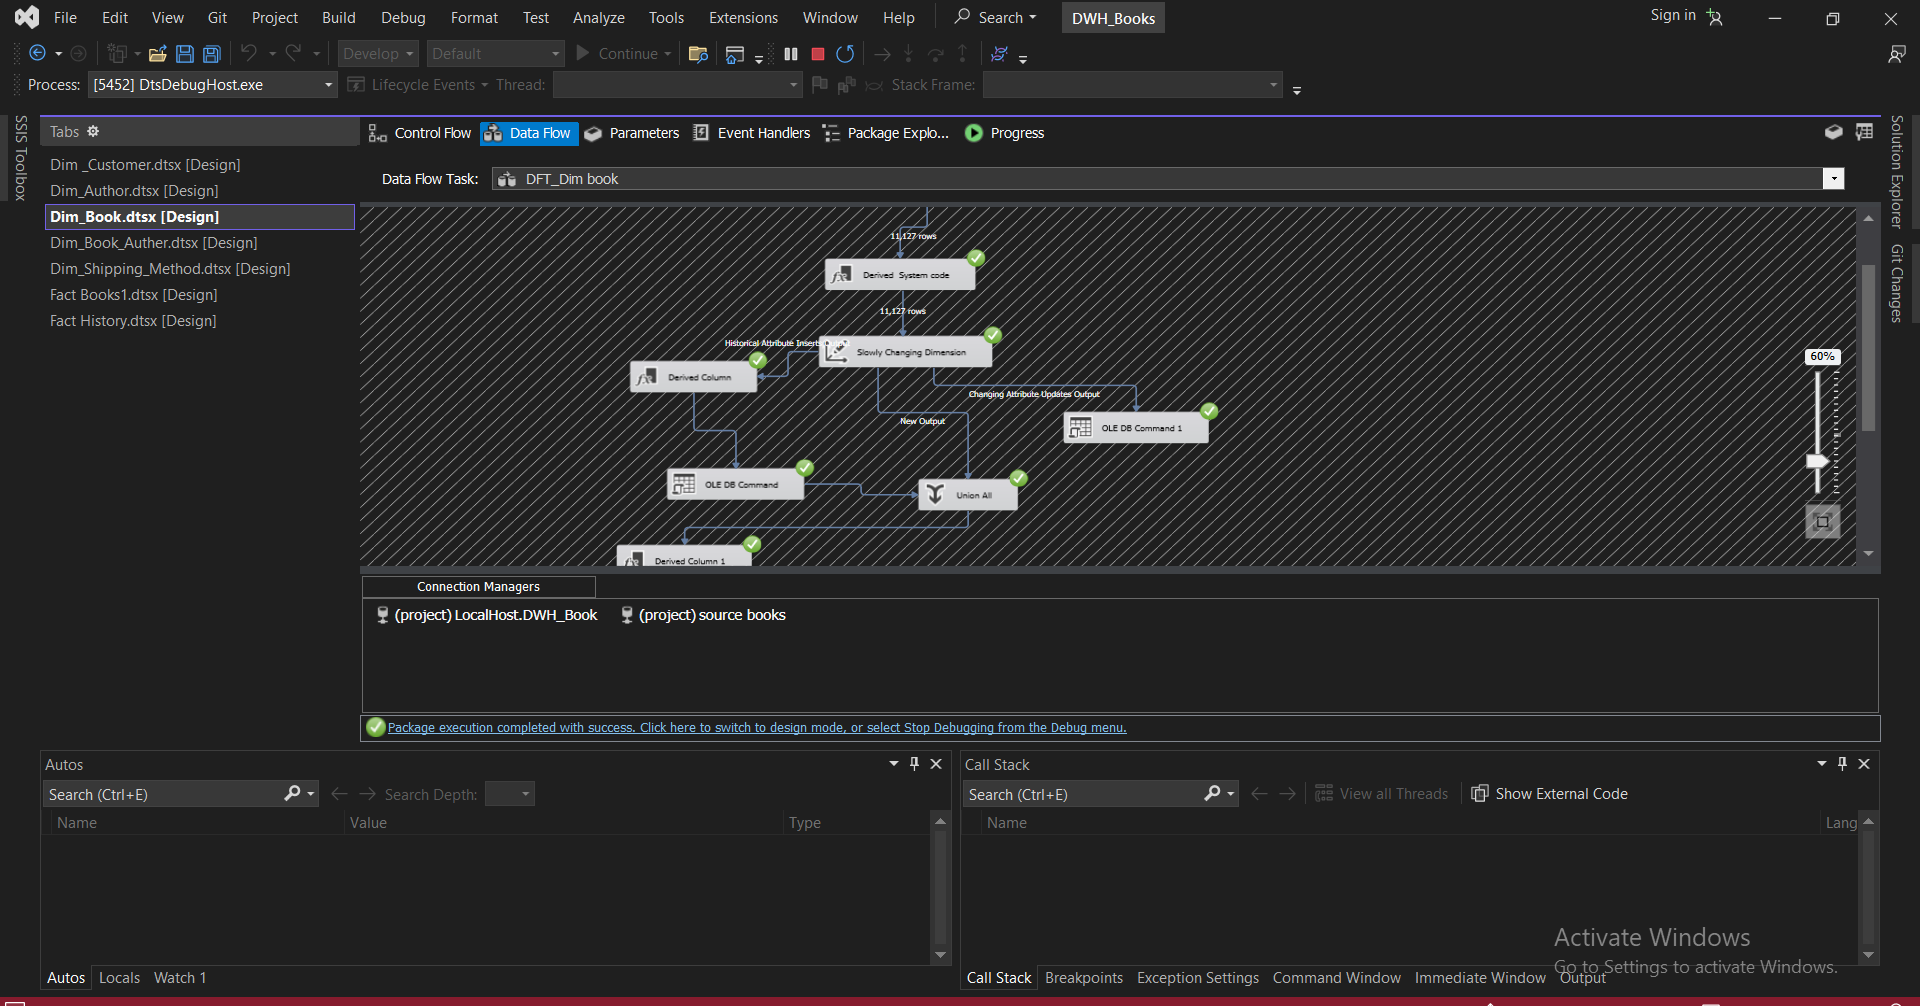 File Edit View Git Project Build Debug Format Test Analyze Tools Extensions Window Help Search DWH_Books Sign in
Develop Default Continue
Process: [5452] DtsDebugHost.exe Lifecycle Events Thread: Stack Frame:
SSIS Toolbox
Tabs
Dim _Customer.dtsx [Design]
Dim_Author.dtsx [Design]
Dim_Book.dtsx [Design]
Dim_Book_Auther.dtsx [Design]
Dim_Shipping_Method.dtsx [Design]
Fact Books1.dtsx [Design]
Fact History.dtsx [Design]
Control Flow Data Flow Parameters Event Handlers Package Explo... Progress
Data Flow Task: DFT_Dim book
11,127 rows
Derived System code
11,127 rows
Historical Attribute Inserts Output
Slowly Changing Dimension
Derived Column
Changing Attribute Updates Output
New Output
OLE DB Command 1
OLE DB Command
Union All
Derived Column 1
60%
Solution Explorer
Git Changes
Connection Managers
(project) LocalHost.DWH_Book (project) source books
Package execution completed with success. Click here to switch to design mode, or select Stop Debugging from the Debug menu.
Autos
Search (Ctrl+E) Search Depth:
Name Value Type
Autos Locals Watch 1
Call Stack
Search (Ctrl+E) View all Threads Show External Code
Name Lang
Activate Windows
Go to Settings to activate Windows.
Call Stack Breakpoints Exception Settings Command Window Immediate Window Output